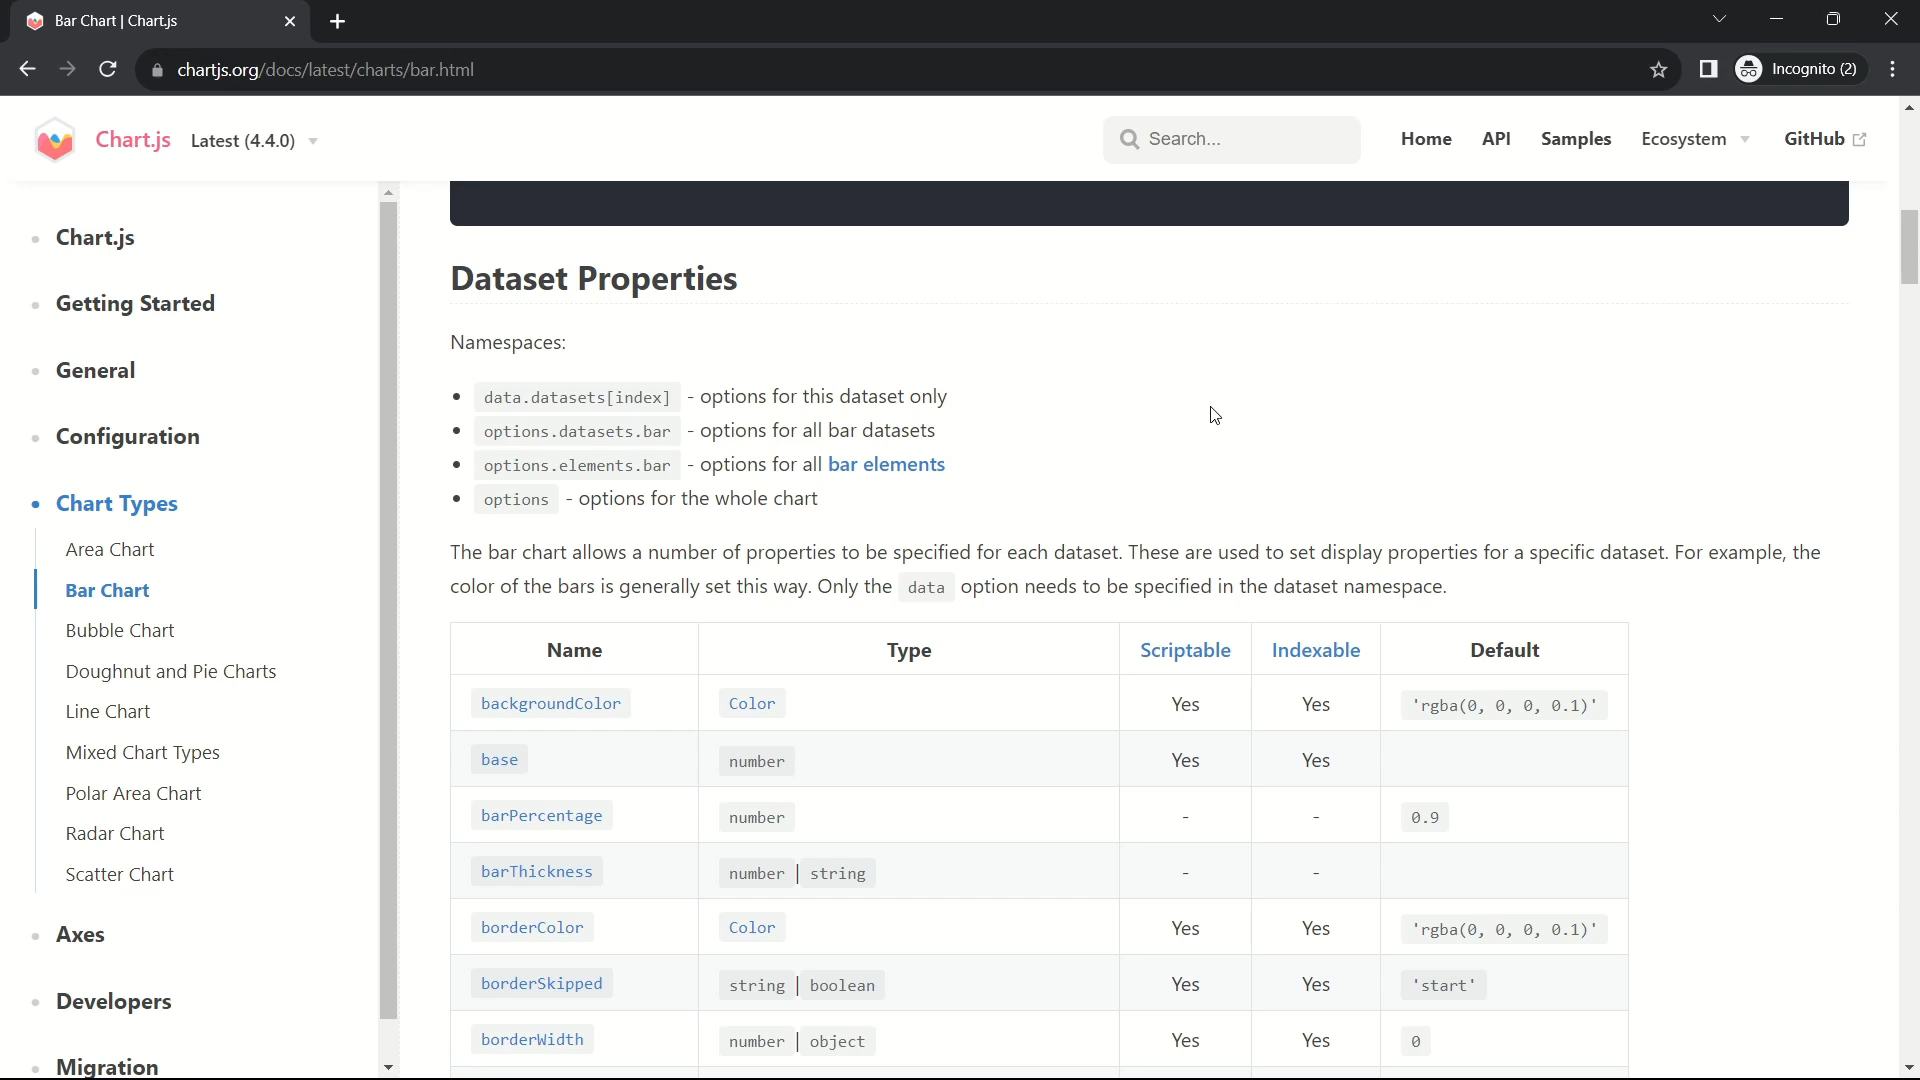 Bar Chart | Chart.js
chartjs.org/docs/latest/charts/bar.html
Incognito (2)
Chart.js Latest (4.4.0)
Search...
Home API Samples Ecosystem GitHub
Chart.js
Getting Started
General
Configuration
Chart Types
Area Chart
Bar Chart
Bubble Chart
Doughnut and Pie Charts
Line Chart
Mixed Chart Types
Polar Area Chart
Radar Chart
Scatter Chart
Axes
Developers
Migration
Dataset Properties
Namespaces:
data.datasets[index] - options for this dataset only
options.datasets.bar - options for all bar datasets
options.elements.bar - options for all bar elements
options - options for the whole chart
The bar chart allows a number of properties to be specified for each dataset. These are used to set display properties for a specific dataset. For example, the
color of the bars is generally set this way. Only the data option needs to be specified in the dataset namespace.
Name Type Scriptable Indexable Default
backgroundColor Color Yes Yes 'rgba(0, 0, 0, 0.1)'
base number Yes Yes
barPercentage number - - 0.9
barThickness number | string - -
borderColor Color Yes Yes 'rgba(0, 0, 0, 0.1)'
borderSkipped string | boolean Yes Yes 'start'
borderWidth number | object Yes Yes 0